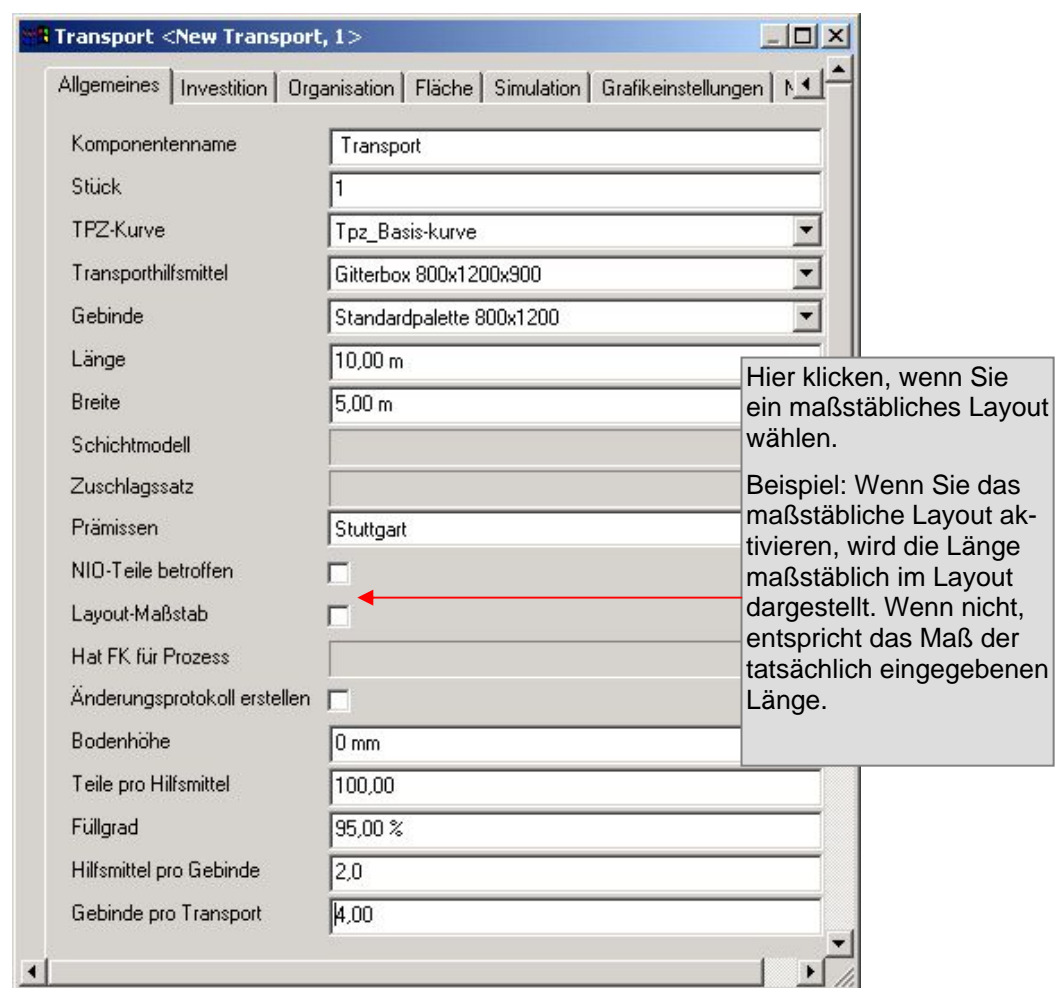 Transport <New Transport, 1>
Allgemeines Investition Organisation Fläche Simulation Grafikeinstellungen
Komponentenname Transport
Stück 1
TPZ-Kurve Tpz_Basis-kurve
Transporthilfsmittel Gitterbox 800x1200x900
Gebinde Standardpalette 800x1200
Länge 10,00 m
Breite 5,00 m
Schichtmodell
Zuschlagssatz
Prämissen Stuttgart
NIO-Teile betroffen
Layout-Maßstab
Hat FK für Prozess
Änderungsprotokoll erstellen
Bodenhöhe 0 mm
Teile pro Hilfsmittel 100,00
Füllgrad 95,00 %
Hilfsmittel pro Gebinde 2,0
Gebinde pro Transport 4,00
Hier klicken, wenn Sie
ein maßstäbliches Layout
wählen.
Beispiel: Wenn Sie das
maßstäbliche Layout ak-
tivieren, wird die Länge
maßstäblich im Layout
dargestellt. Wenn nicht,
entspricht das Maß der
tatsächlich eingegebenen
Länge.